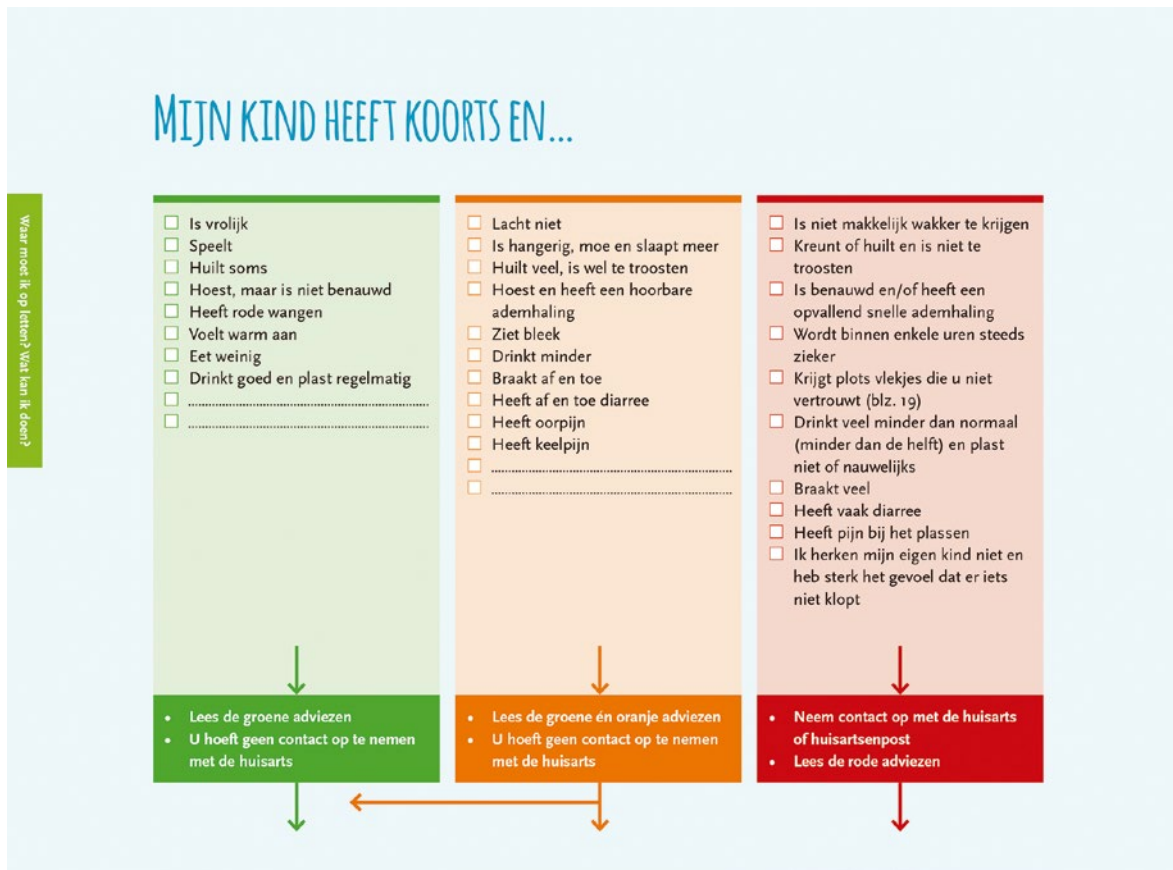 MIJN KIND HEEFT KOORTS EN...
Waar moet ik op letten? Wat kan ik doen?
Is vrolijk
Speelt
Huilt soms
Hoest, maar is niet benauwd
Heeft rode wangen
Voelt warm aan
Eet weinig
Drinkt goed en plast regelmatig
Lees de groene adviezen
U hoeft geen contact op te nemen
met de huisarts
Lacht niet
Is hangerig, moe en slaapt meer
Huilt veel, is wel te troosten
Hoest en heeft een hoorbare
ademhaling
Ziet bleek
Drinkt minder
Braakt af en toe
Heeft af en toe diarree
Heeft oorpijn
Heeft keelpijn
Lees de groene én oranje adviezen
U hoeft geen contact op te nemen
met de huisarts
Is niet makkelijk wakker te krijgen
Kreunt of huilt en is niet te
troosten
Is benauwd en/of heeft een
opvallend snelle ademhaling
Wordt binnen enkele uren steeds
zieker
Krijgt plots vlekjes die u niet
vertrouwt (blz. 19)
Drinkt veel minder dan normaal
(minder dan de helft) en plast
niet of nauwelijks
Braakt veel
Heeft vaak diarree
Heeft pijn bij het plassen
Ik herken mijn eigen kind niet en
heb sterk het gevoel dat er iets
niet klopt
Neem contact op met de huisarts
of huisartsenpost
Lees de rode adviezen